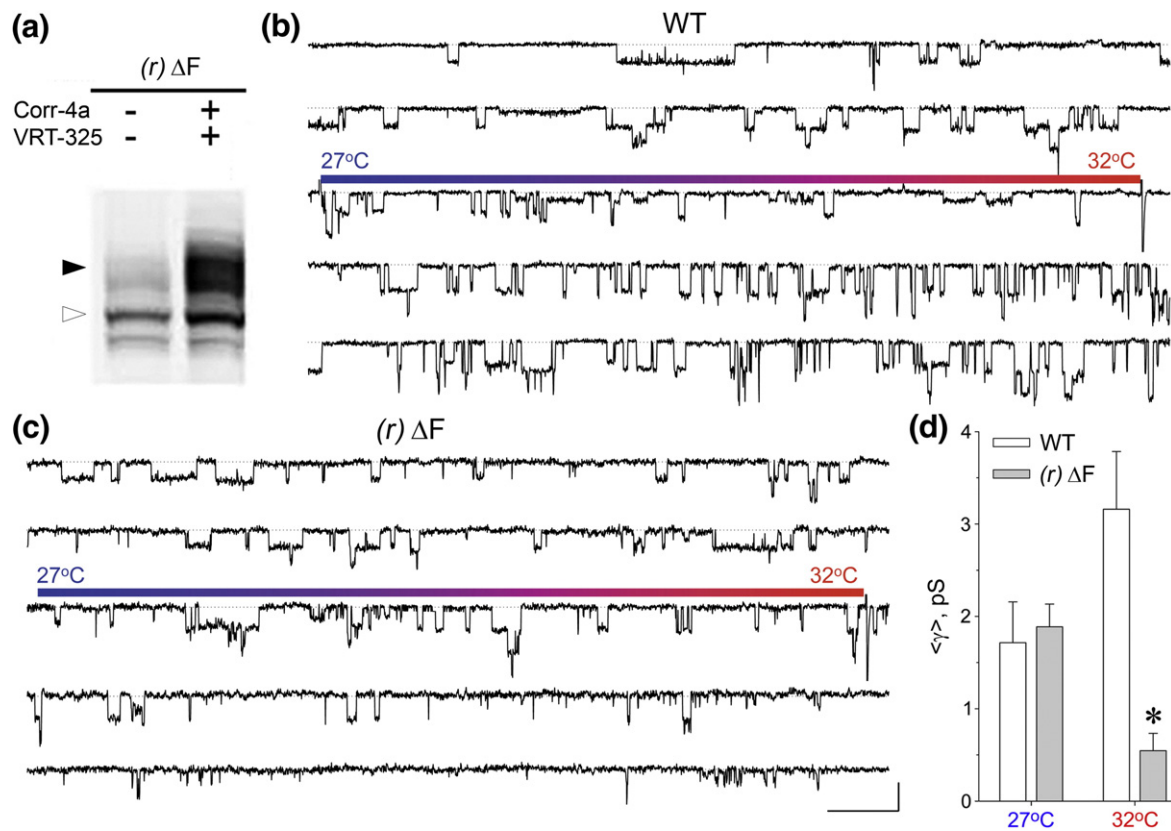 (a)
(r) ΔF
Corr-4a - +
VRT-325 - +
(b)
WT
27°C 32°C
(c)
(r) ΔF
27°C 32°C
(d)
4
3
2
1
0
<γ>, pS
WT
(r) ΔF
*
27°C 32°C